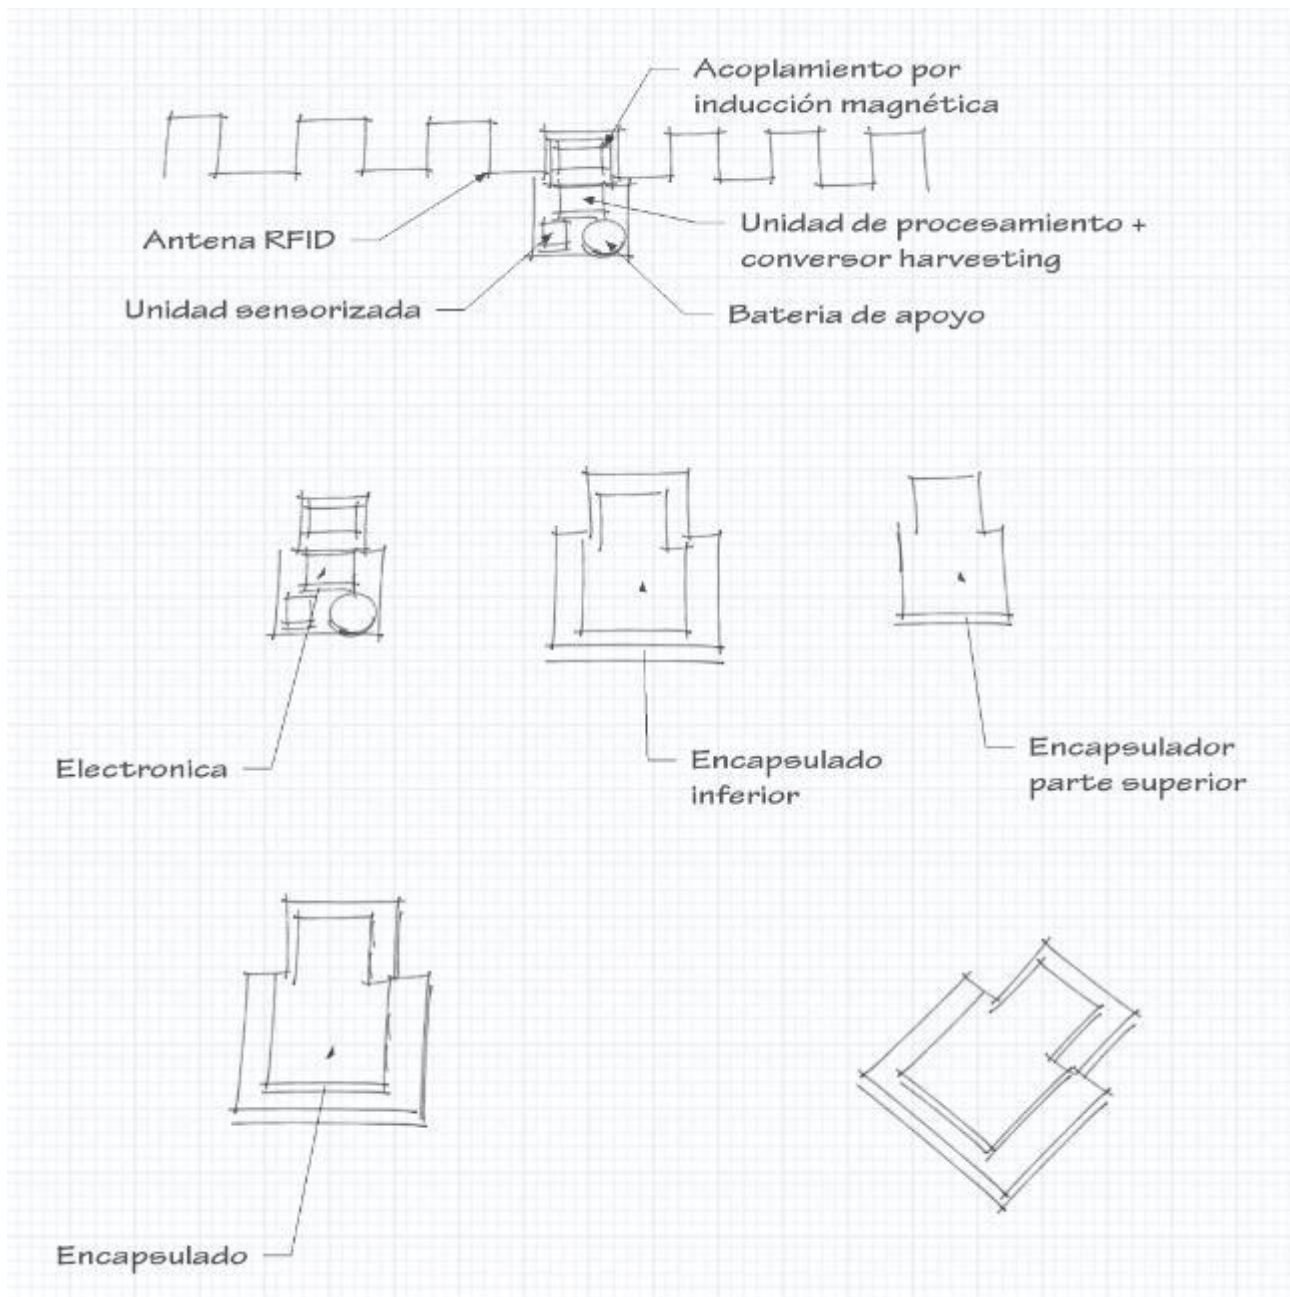 Acoplamiento por
inducción magnética
Antena RFID
Unidad de procesamiento +
conversor harvesting
Unidad sensorizada
Bateria de apoyo
Electronica
Encapsulado
inferior
Encapsulador
parte superior
Encapsulado